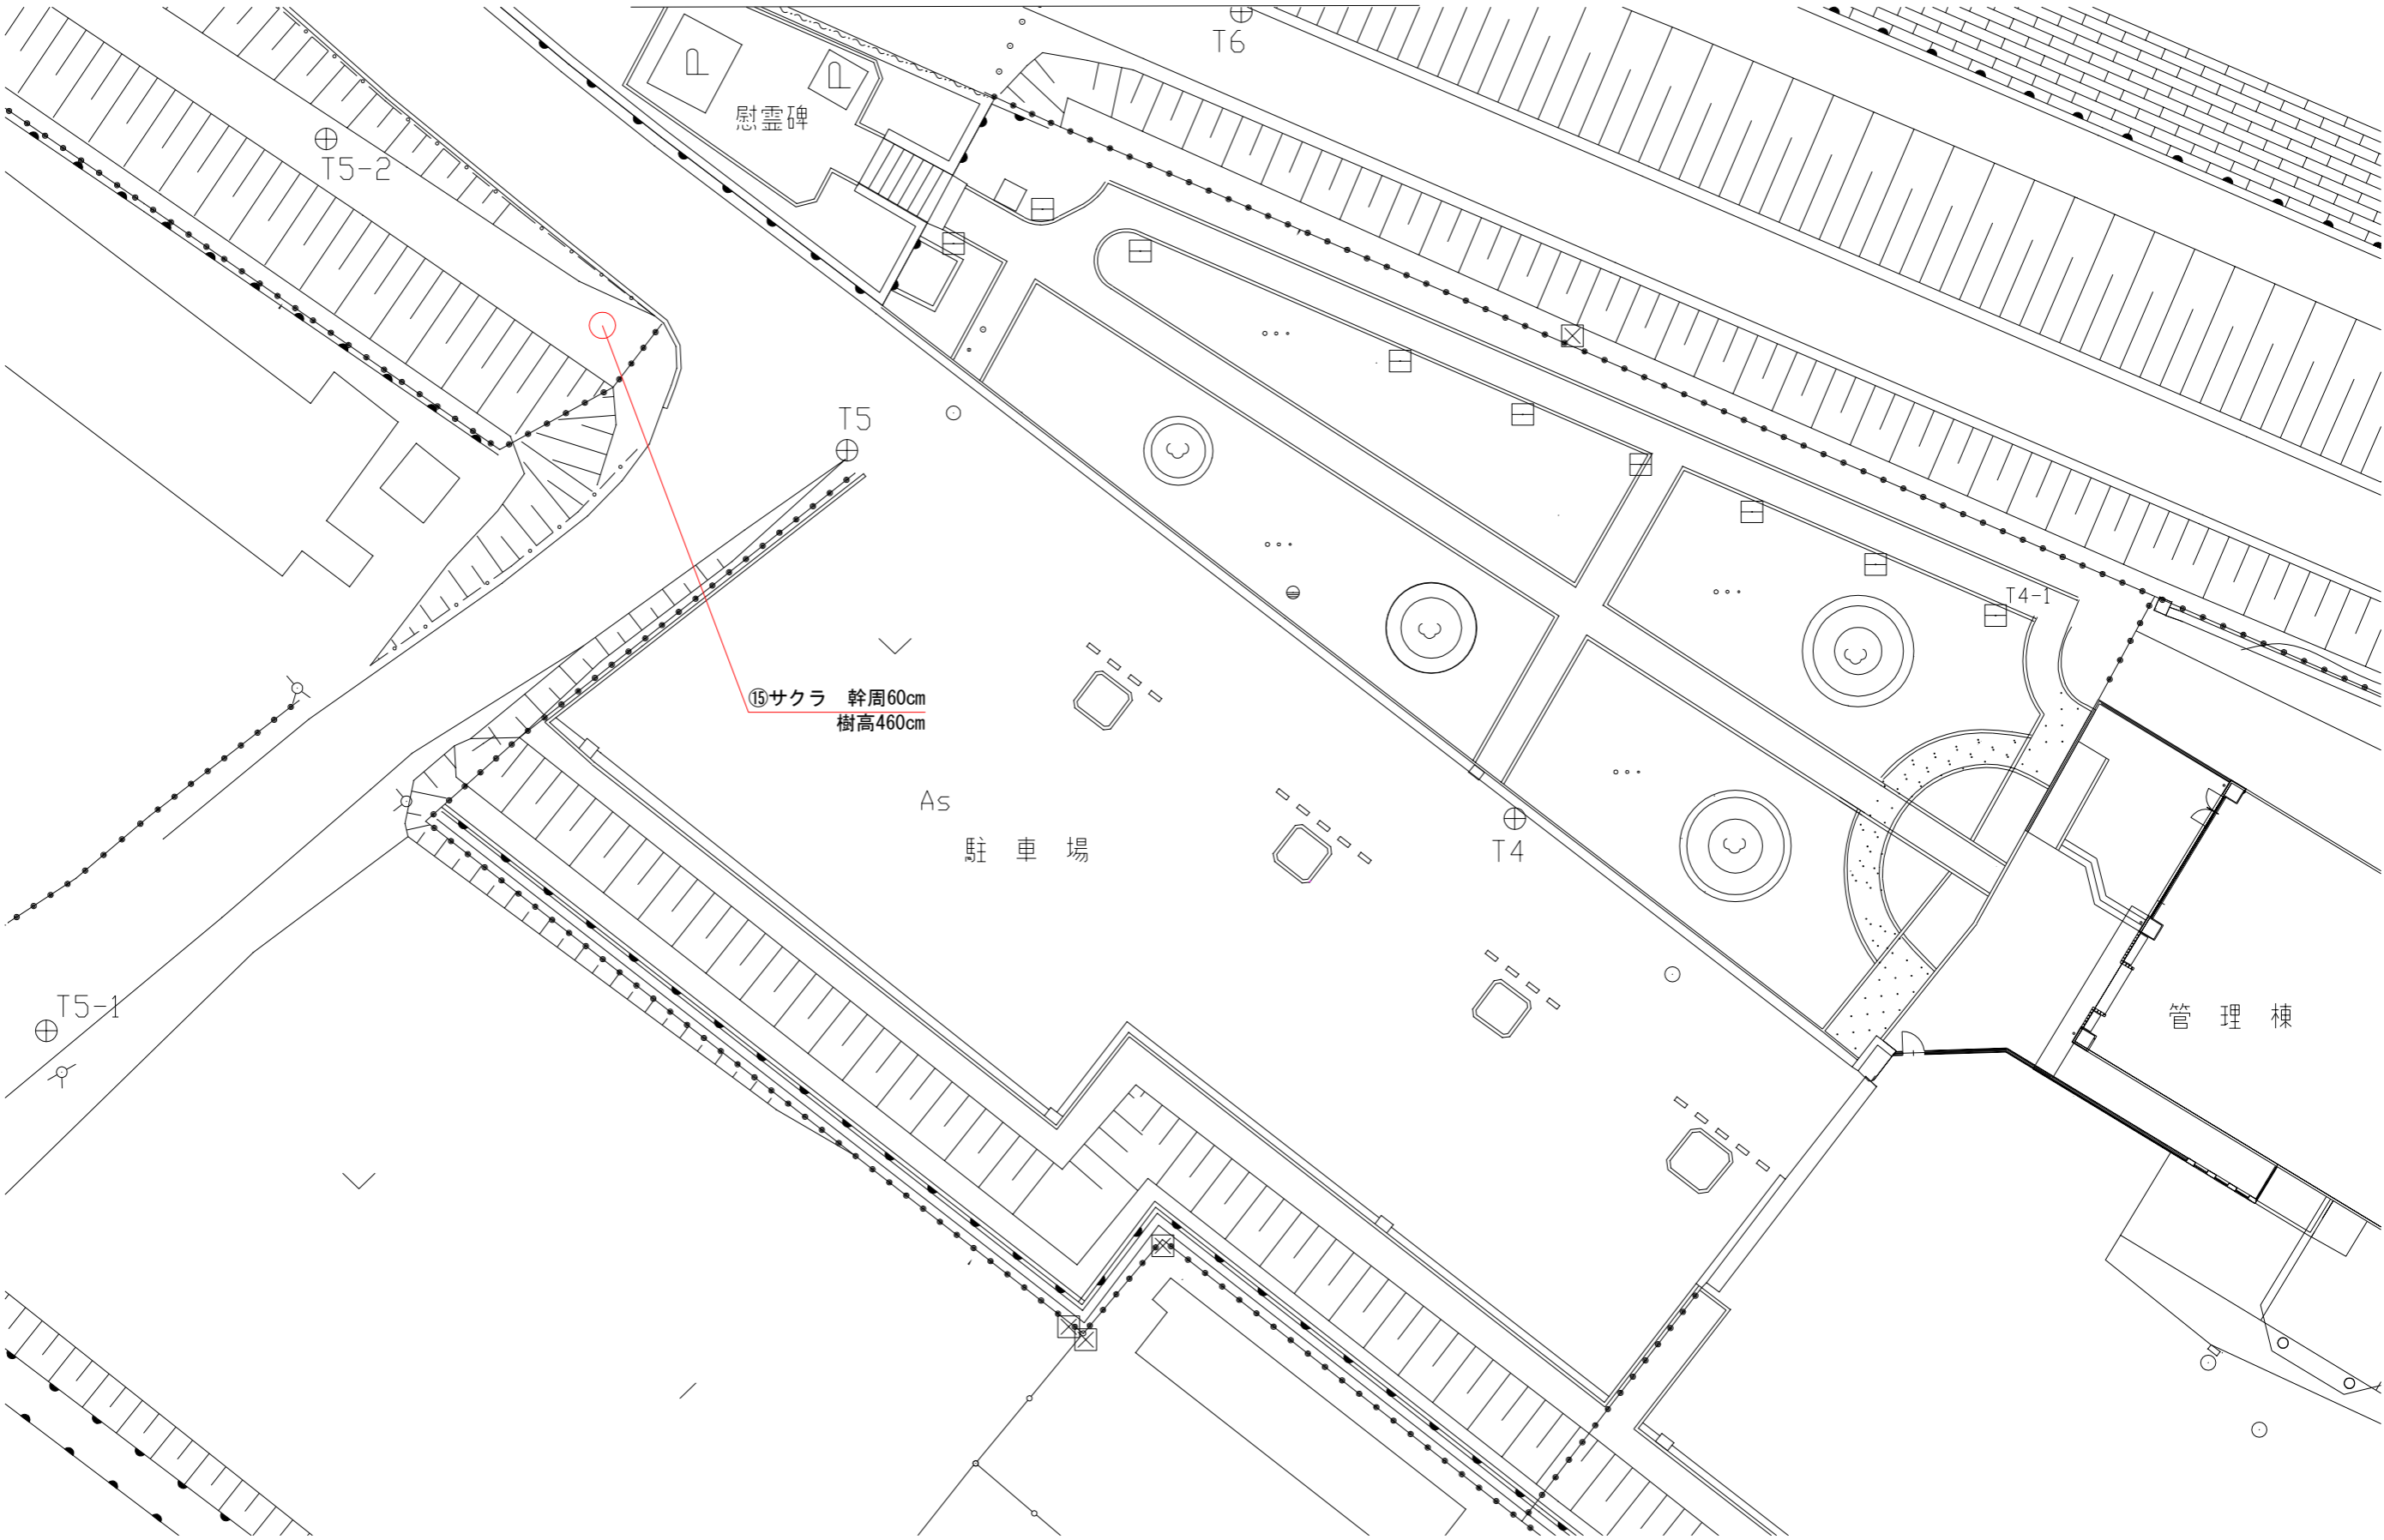 T6
慰霊碑
T5-2
T5
T4-1
⑮サクラ 幹周60cm
樹高460cm
As
駐車場
T4
T5-1
管理棟